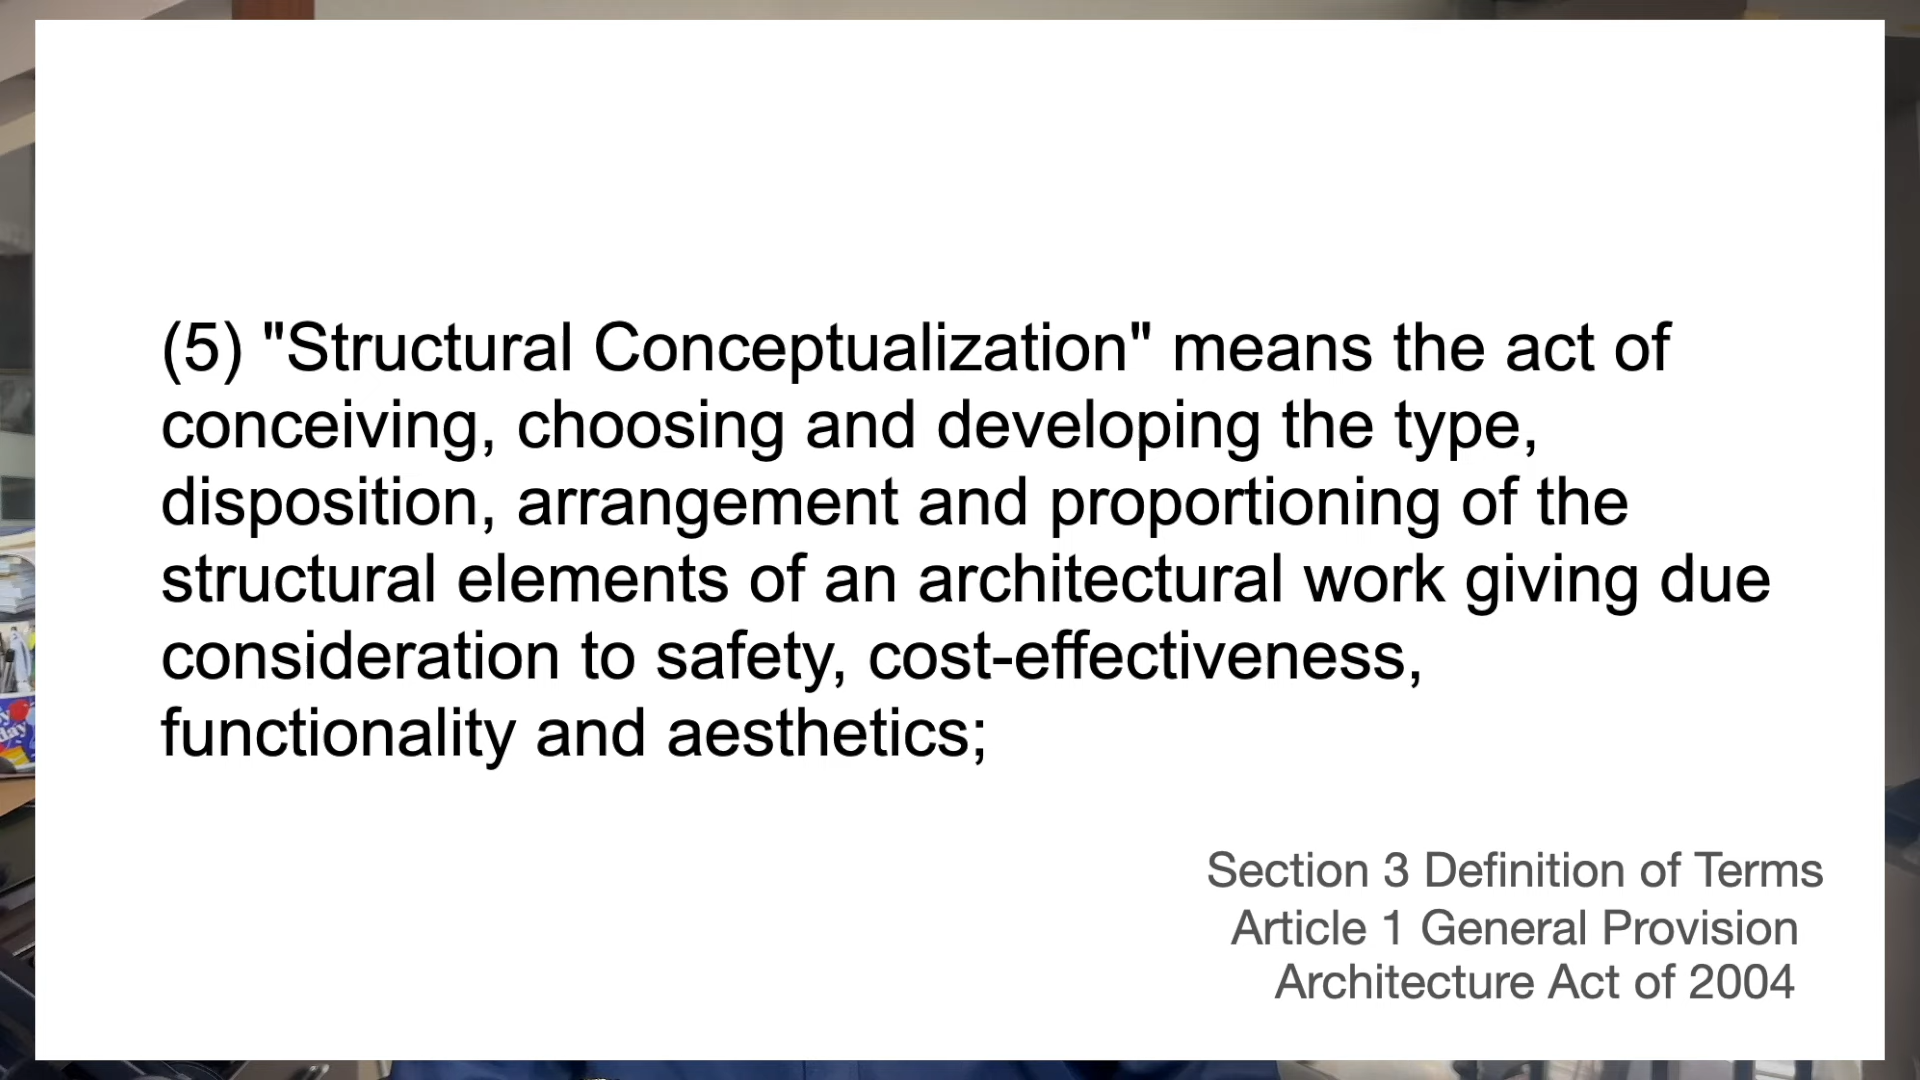 (5) "Structural Conceptualization" means the act of
conceiving, choosing and developing the type,
disposition, arrangement and proportioning of the
structural elements of an architectural work giving due
consideration to safety, cost-effectiveness,
functionality and aesthetics;
Section 3 Definition of Terms
Article 1 General Provision
Architecture Act of 2004